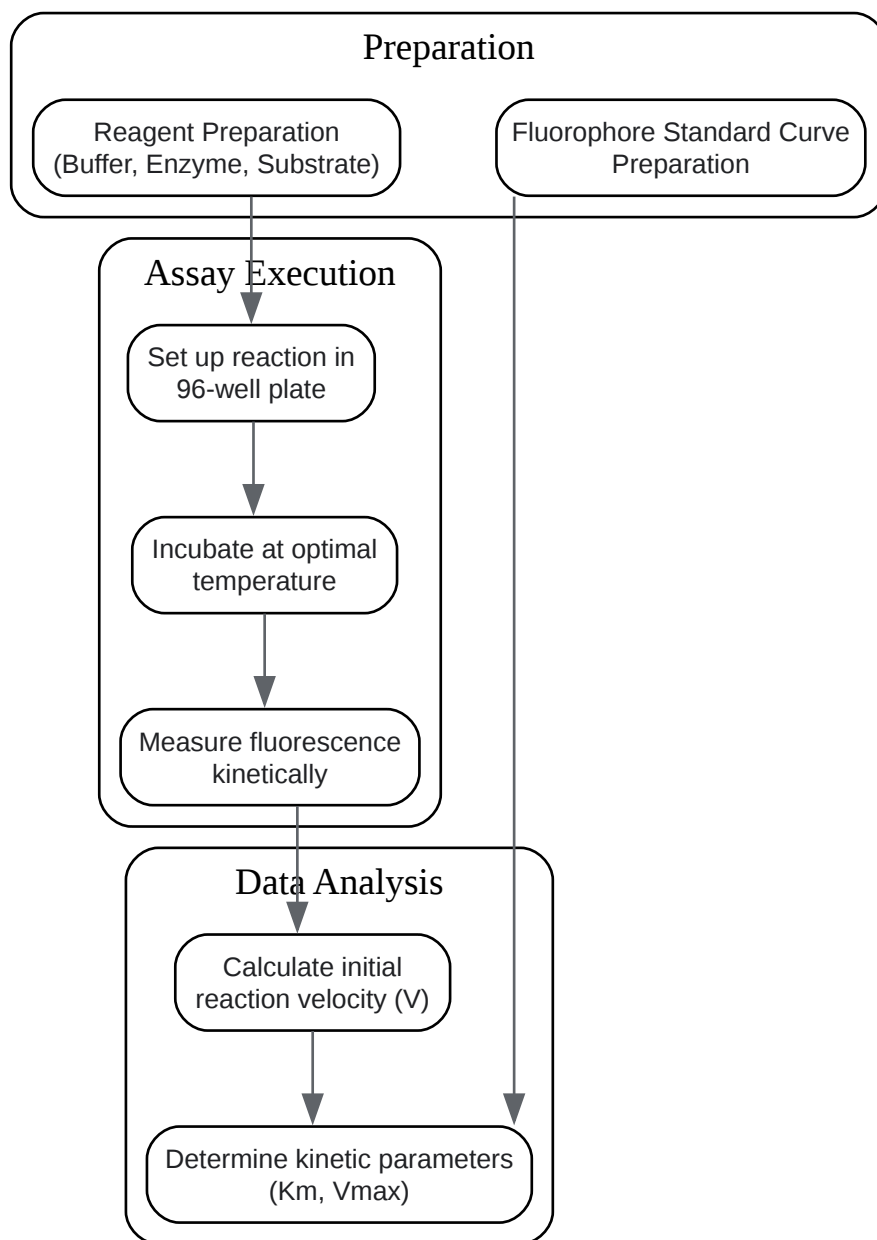 Preparation
Reagent Preparation
(Buffer, Enzyme, Substrate)
Fluorophore Standard Curve
Preparation
Assay Execution
Set up reaction in
96-well plate
Incubate at optimal
temperature
Measure fluorescence
kinetically
Data Analysis
Calculate initial
reaction velocity (V)
Determine kinetic parameters
(Km, Vmax)